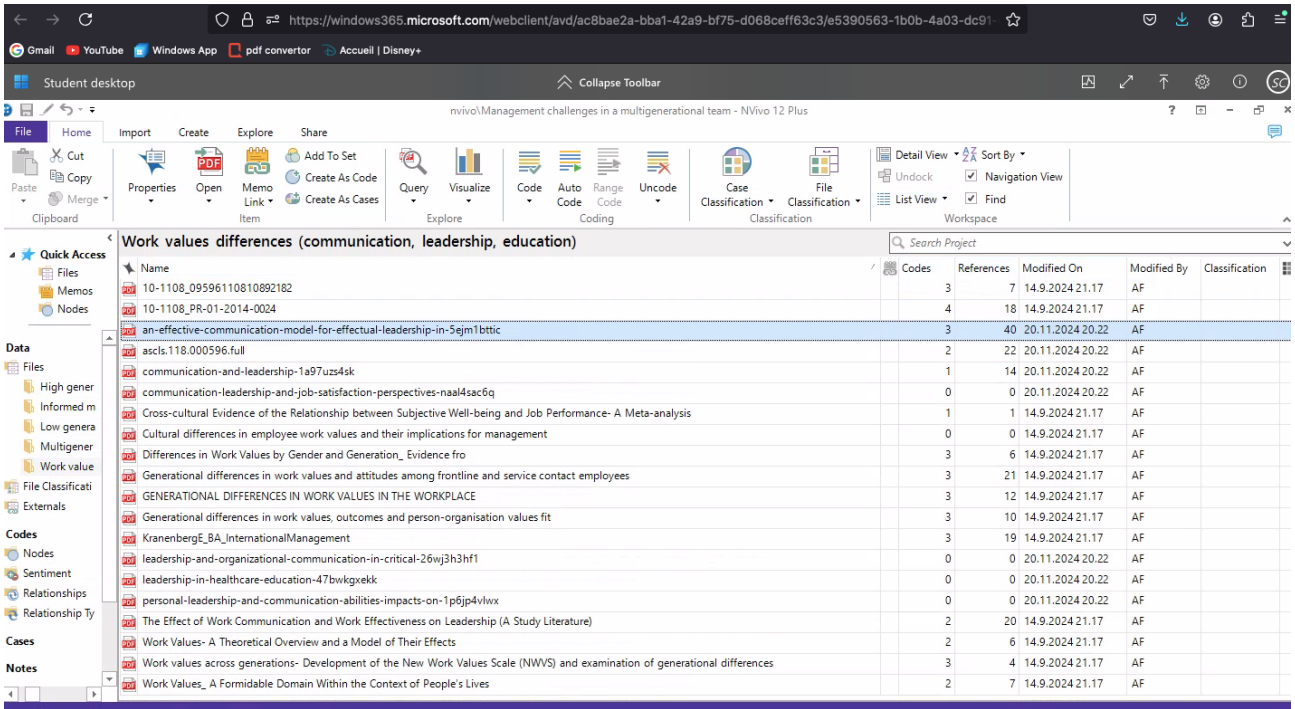 https://windows365.microsoft.com/webclient/avd/ac8bae2a-bba1-42a9-bf75-d068ceff63c3/e5390563-1b0b-4a03-dc91-
Gmail YouTube Windows App pdf convertor Accueil | Disney+
Student desktop Collapse Toolbar SC
nvivo\Management challenges in a multigenerational team - NVivo 12 Plus
File Home Import Create Explore Share
Paste Cut Copy Merge Clipboard
Properties Open Memo Link Add To Set Create As Code Create As Cases Item
Query Visualize Explore
Code Auto Code Range Code Uncode Coding
Case Classification File Classification Classification
Detail View Sort By Undock Navigation View List View Find Workspace
Quick Access
Files
Memos
Nodes
Data
Files
High gener
Informed m
Low genera
Multigener
Work value
File Classificati
Externals
Codes
Nodes
Sentiment
Relationships
Relationship Ty
Cases
Notes
Work values differences (communication, leadership, education) Search Project
Name Codes References Modified On Modified By Classification
10-1108_09596110810892182 3 7 14.9.2024 21.17 AF
10-1108_PR-01-2014-0024 4 18 14.9.2024 21.17 AF
an-effective-communication-model-for-effectual-leadership-in-5ejm1bttic 3 40 20.11.2024 20.22 AF
ascls.118.000596.full 2 22 20.11.2024 20.22 AF
communication-and-leadership-1a97uzs4sk 1 14 20.11.2024 20.22 AF
communication-leadership-and-job-satisfaction-perspectives-naal4sac6q 0 0 20.11.2024 20.22 AF
Cross-cultural Evidence of the Relationship between Subjective Well-being and Job Performance- A Meta-analysis 1 1 14.9.2024 21.17 AF
Cultural differences in employee work values and their implications for management 0 0 14.9.2024 21.17 AF
Differences in Work Values by Gender and Generation_ Evidence fro 3 6 14.9.2024 21.17 AF
Generational differences in work values and attitudes among frontline and service contact employees 3 21 14.9.2024 21.17 AF
GENERATIONAL DIFFERENCES IN WORK VALUES IN THE WORKPLACE 3 12 14.9.2024 21.17 AF
Generational differences in work values, outcomes and person-organisation values fit 3 10 14.9.2024 21.17 AF
KranenbergE_BA_InternationalManagement 3 19 14.9.2024 21.17 AF
leadership-and-organizational-communication-in-critical-26wj3h3hf1 0 0 20.11.2024 20.22 AF
leadership-in-healthcare-education-47bwkgxekk 0 0 20.11.2024 20.22 AF
personal-leadership-and-communication-abilities-impacts-on-1p6jp4vlwx 0 0 20.11.2024 20.22 AF
The Effect of Work Communication and Work Effectiveness on Leadership (A Study Literature) 2 20 14.9.2024 21.17 AF
Work Values- A Theoretical Overview and a Model of Their Effects 2 6 14.9.2024 21.17 AF
Work values across generations- Development of the New Work Values Scale (NWVS) and examination of generational differences 3 4 14.9.2024 21.17 AF
Work Values_ A Formidable Domain Within the Context of People's Lives 2 7 14.9.2024 21.17 AF